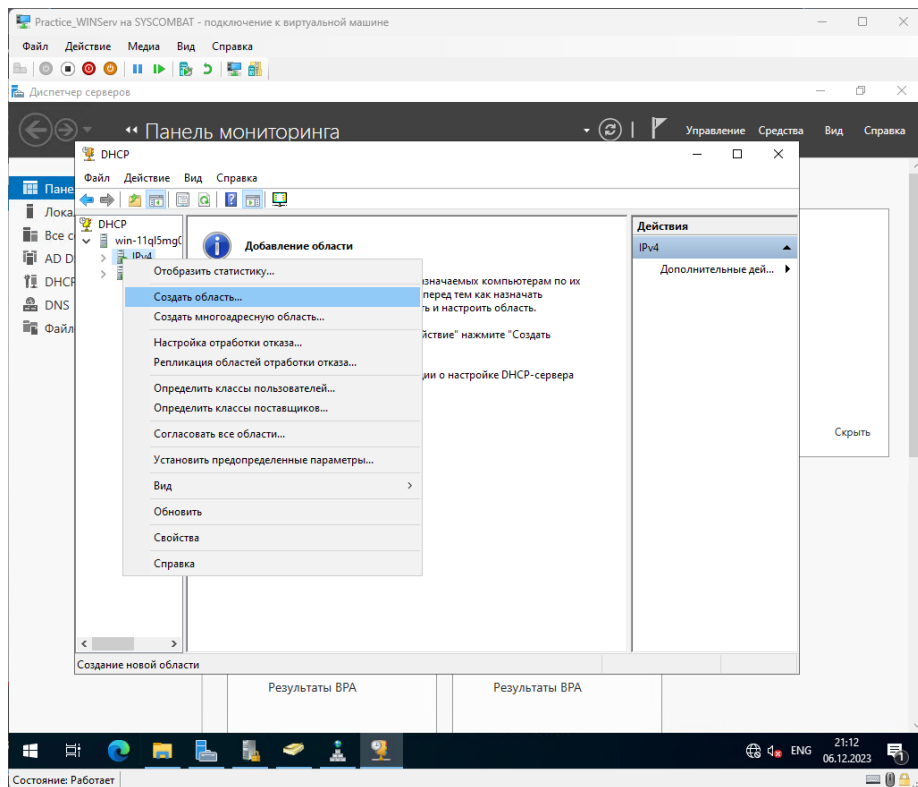 Practice_WINServ на SYSCOMBAT - подключение к виртуальной машине
Файл Действие Медиа Вид Справка
Диспетчер серверов
Панель мониторинга
Управление Средства Вид Справка
DHCP
Файл Действие Вид Справка
Пане
Лока
Все с
AD D
DHCP
DNS
Файл
DHCP
win-11ql5mg0
IPv4
Добавление области
значаемых компьютерам по их
перед тем как назначать
ь и настроить область.
йствие" нажмите "Создать
ии о настройке DHCP-сервера
Отобразить статистику...
Создать область...
Создать многоадресную область...
Настройка отработки отказа...
Репликация областей отработки отказа...
Определить классы пользователей...
Определить классы поставщиков...
Согласовать все области...
Установить предопределенные параметры...
Вид
Обновить
Свойства
Справка
Действия
IPv4
Дополнительные дей...
Скрыть
Создание новой области
Результаты BPA
Результаты BPA
ENG
21:12
06.12.2023
1
Состояние: Работает